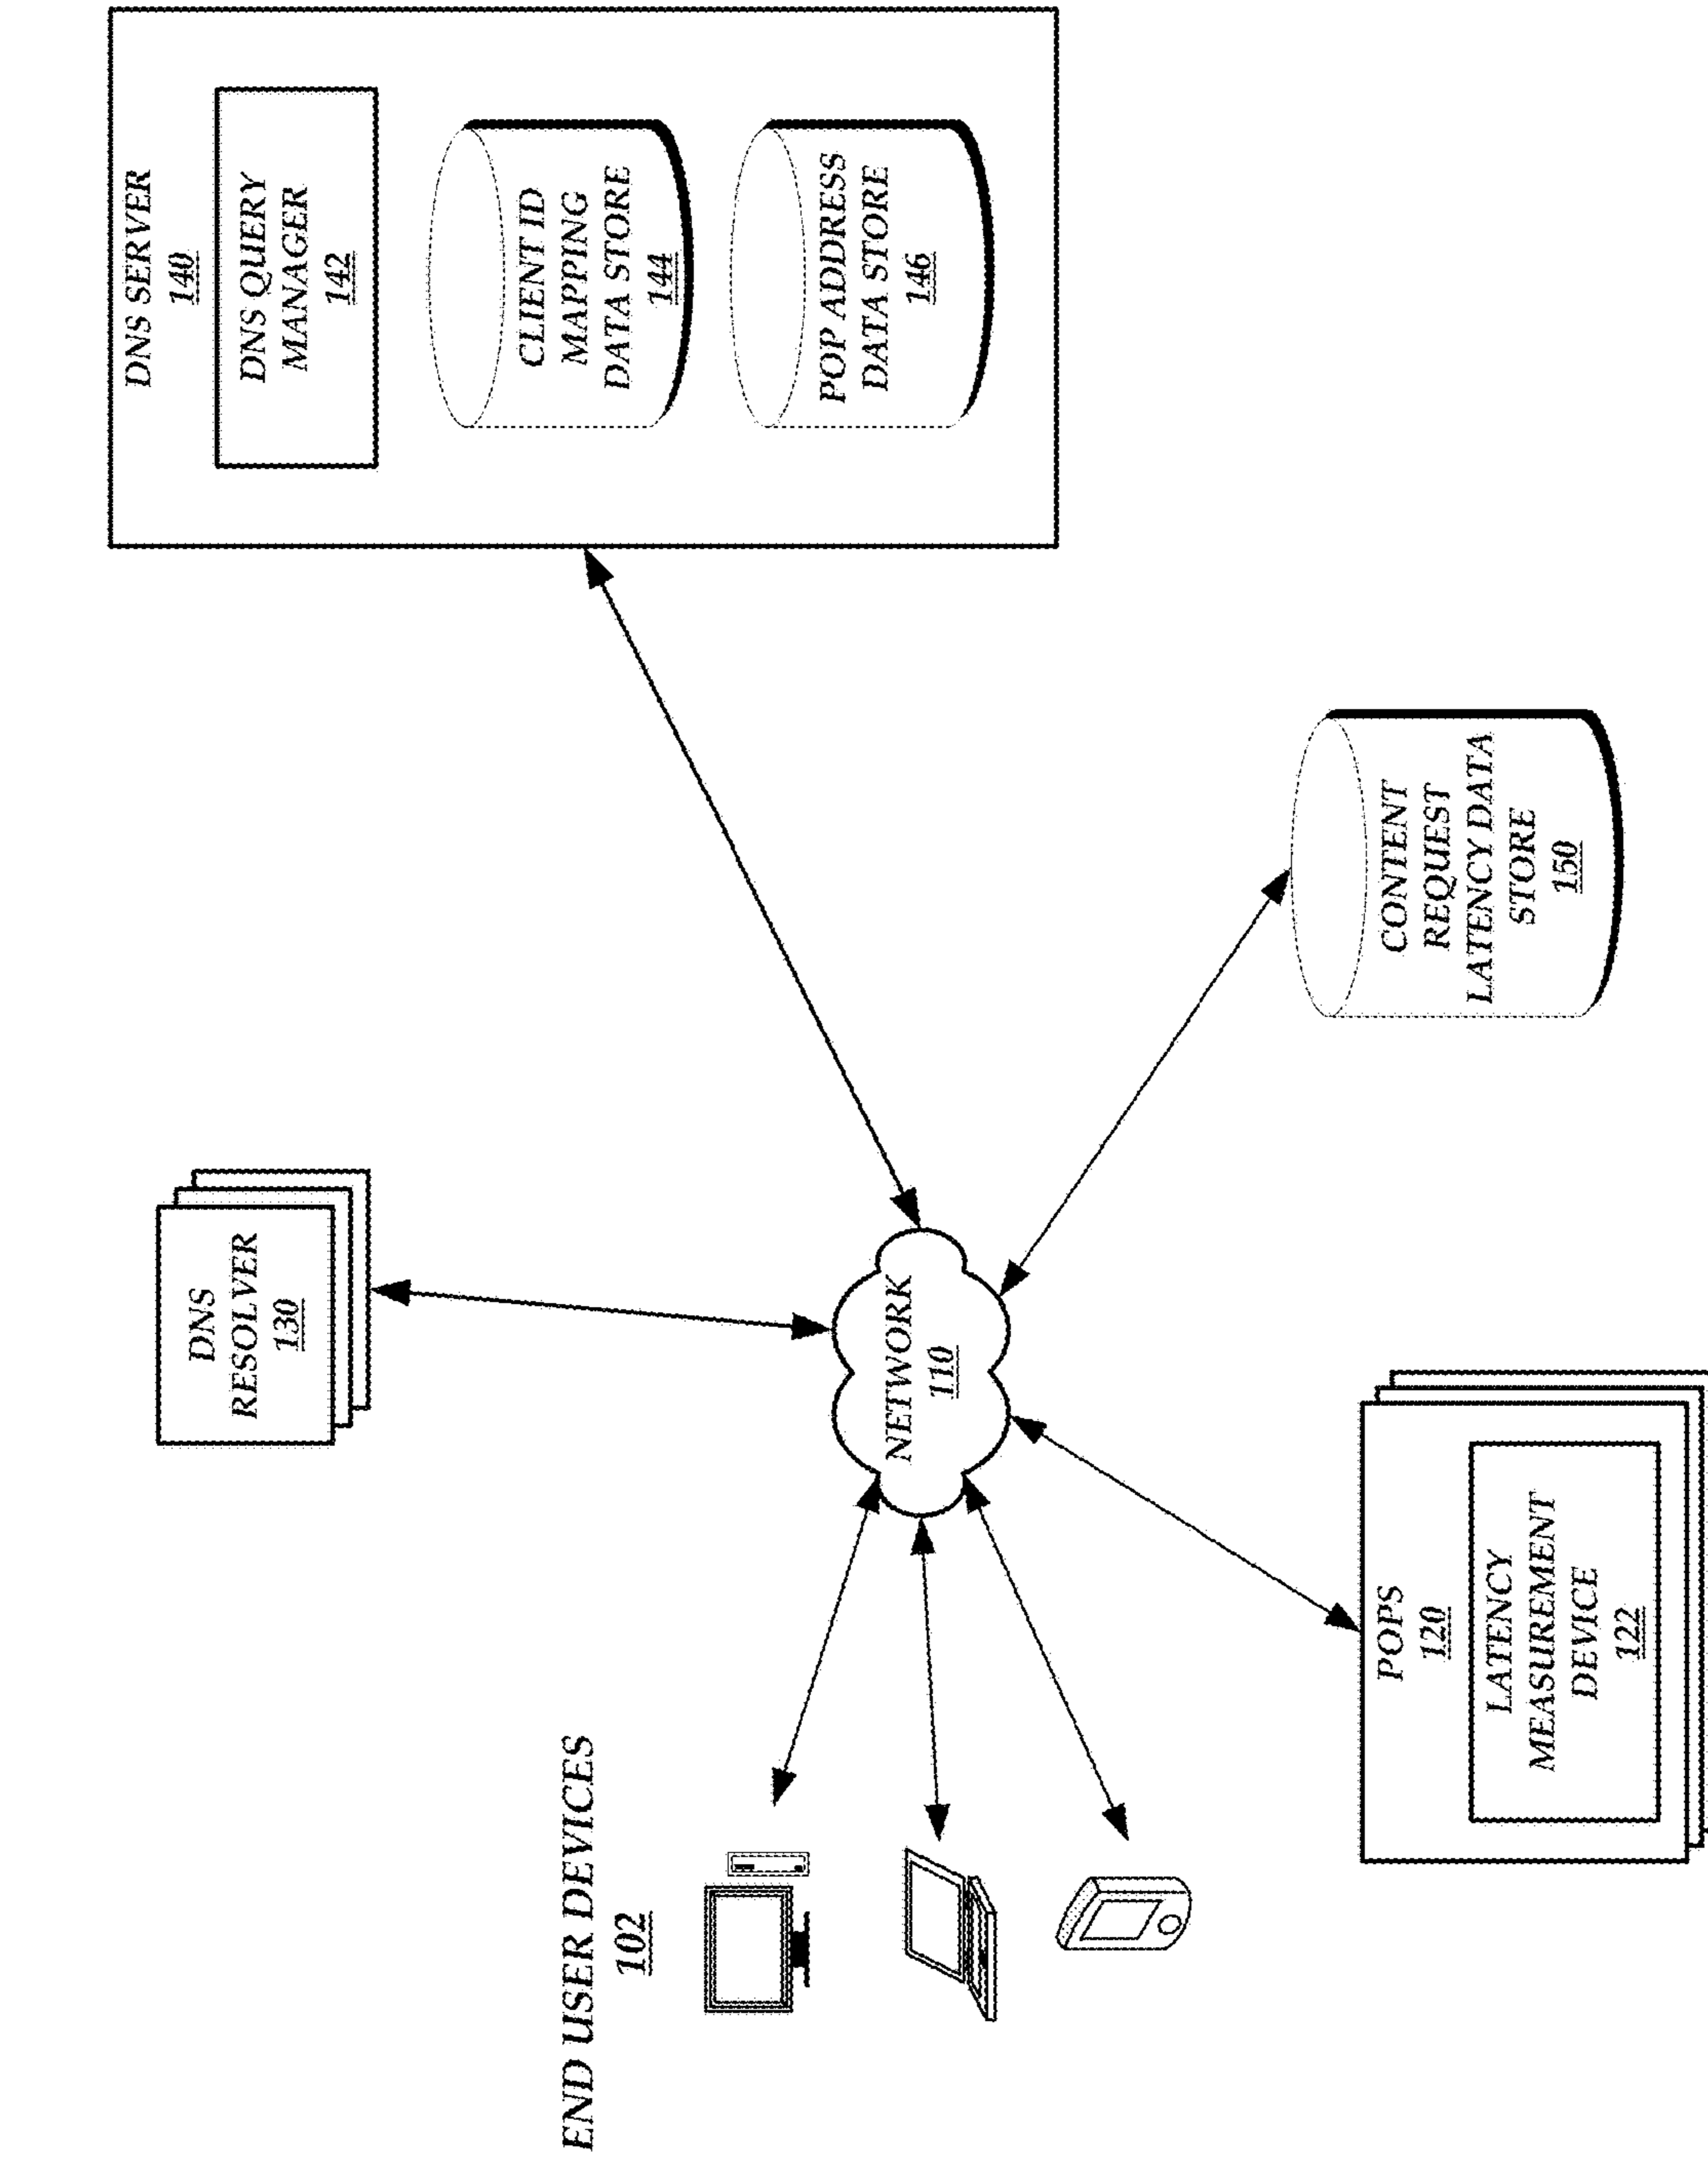 DNS SERVER
140
DNS QUERY
MANAGER
142
CLIENT ID
MAPPING
DATA STORE
144
POP ADDRESS
DATA STORE
146
DNS
RESOLVER
130
NETWORK
110
CONTENT
REQUEST
LATENCY DATA
STORE
150
END USER DEVICES
102
POPS
120
LATENCY
MEASUREMENT
DEVICE
122